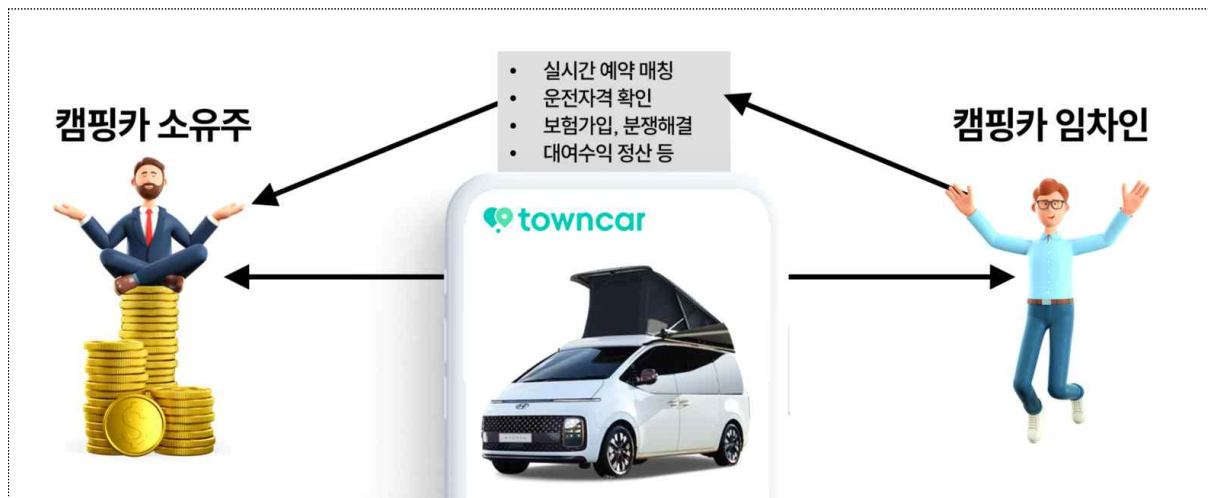 • 실시간 예약 매칭
• 운전자격 확인
• 보험가입, 분쟁해결
• 대여수익 정산 등
캠핑카 소유주
캠핑카 임차인
towncar